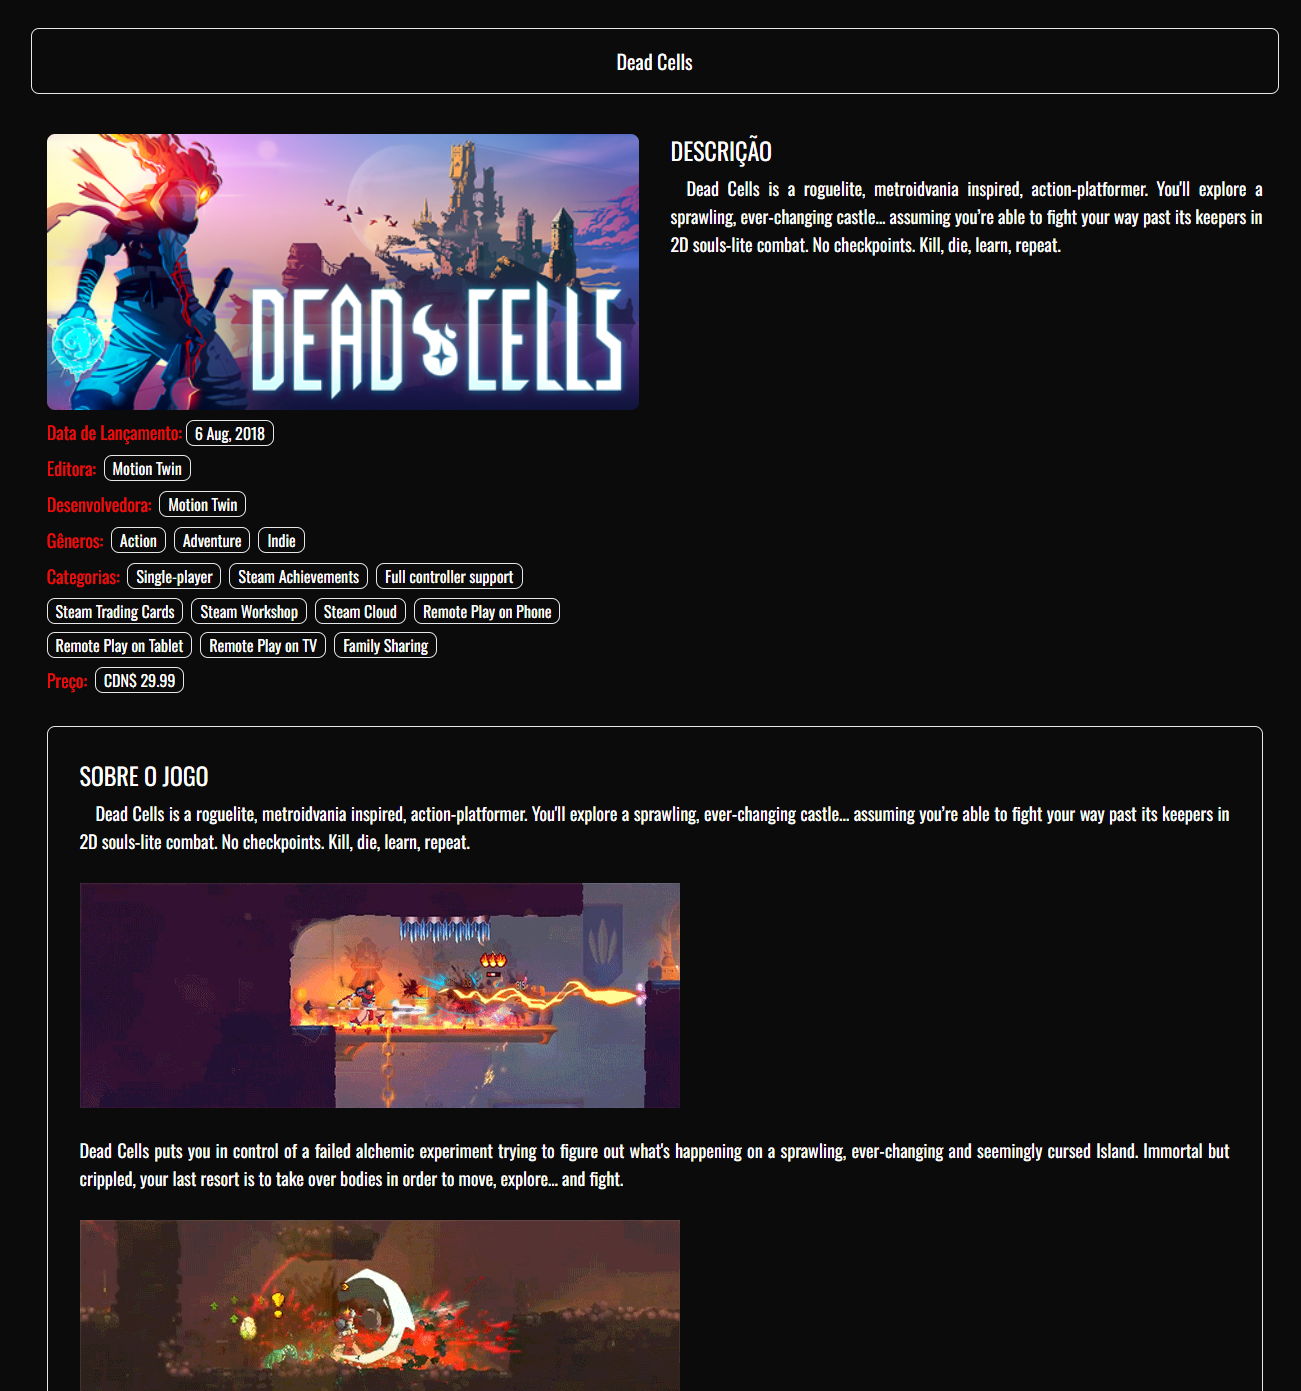 Dead Cells
DEAD CELLS
DESCRIÇÃO
Dead Cells is a roguelite, metroidvania inspired, action-platformer. You'll explore a
sprawling, ever-changing castle... assuming you’re able to fight your way past its keepers in
2D souls-lite combat. No checkpoints. Kill, die, learn, repeat.
Data de Lançamento: 6 Aug, 2018
Editora: Motion Twin
Desenvolvedora: Motion Twin
Gêneros: Action Adventure Indie
Categorias: Single-player Steam Achievements Full controller support
Steam Trading Cards Steam Workshop Steam Cloud Remote Play on Phone
Remote Play on Tablet Remote Play on TV Family Sharing
Preço: CDN$ 29.99
SOBRE O JOGO
Dead Cells is a roguelite, metroidvania inspired, action-platformer. You'll explore a sprawling, ever-changing castle... assuming you’re able to fight your way past its keepers in
2D souls-lite combat. No checkpoints. Kill, die, learn, repeat.
Dead Cells puts you in control of a failed alchemic experiment trying to figure out what's happening on a sprawling, ever-changing and seemingly cursed Island. Immortal but
crippled, your last resort is to take over bodies in order to move, explore... and fight.